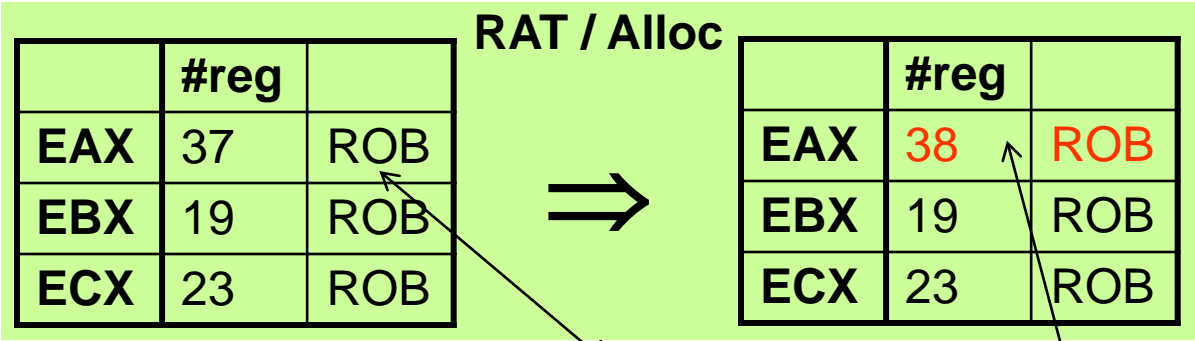 RAT / Alloc
#reg
EAX 37 ROB
EBX 19 ROB
ECX 23 ROB
⇒
#reg
EAX 38 ROB
EBX 19 ROB
ECX 23 ROB